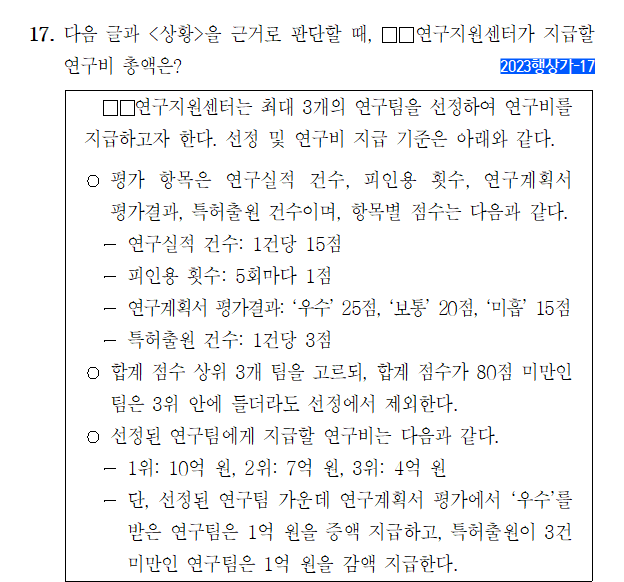 17. 다음 글과 <상황>을 근거로 판단할 때, □□연구지원센터가 지급할
연구비 총액은?
2023행상가-17
□□연구지원센터는 최대 3개의 연구팀을 선정하여 연구비를
지급하고자 한다. 선정 및 연구비 지급 기준은 아래와 같다.
○ 평가 항목은 연구실적 건수, 피인용 횟수, 연구계획서
평가결과, 특허출원 건수이며, 항목별 점수는 다음과 같다.
- 연구실적 건수: 1건당 15점
- 피인용 횟수: 5회마다 1점
- 연구계획서 평가결과: ‘우수’ 25점, ‘보통’ 20점, ‘미흡’ 15점
- 특허출원 건수: 1건당 3점
○ 합계 점수 상위 3개 팀을 고르되, 합계 점수가 80점 미만인
팀은 3위 안에 들더라도 선정에서 제외한다.
○ 선정된 연구팀에게 지급할 연구비는 다음과 같다.
- 1위: 10억 원, 2위: 7억 원, 3위: 4억 원
- 단, 선정된 연구팀 가운데 연구계획서 평가에서 ‘우수’를
받은 연구팀은 1억 원을 증액 지급하고, 특허출원이 3건
미만인 연구팀은 1억 원을 감액 지급한다.